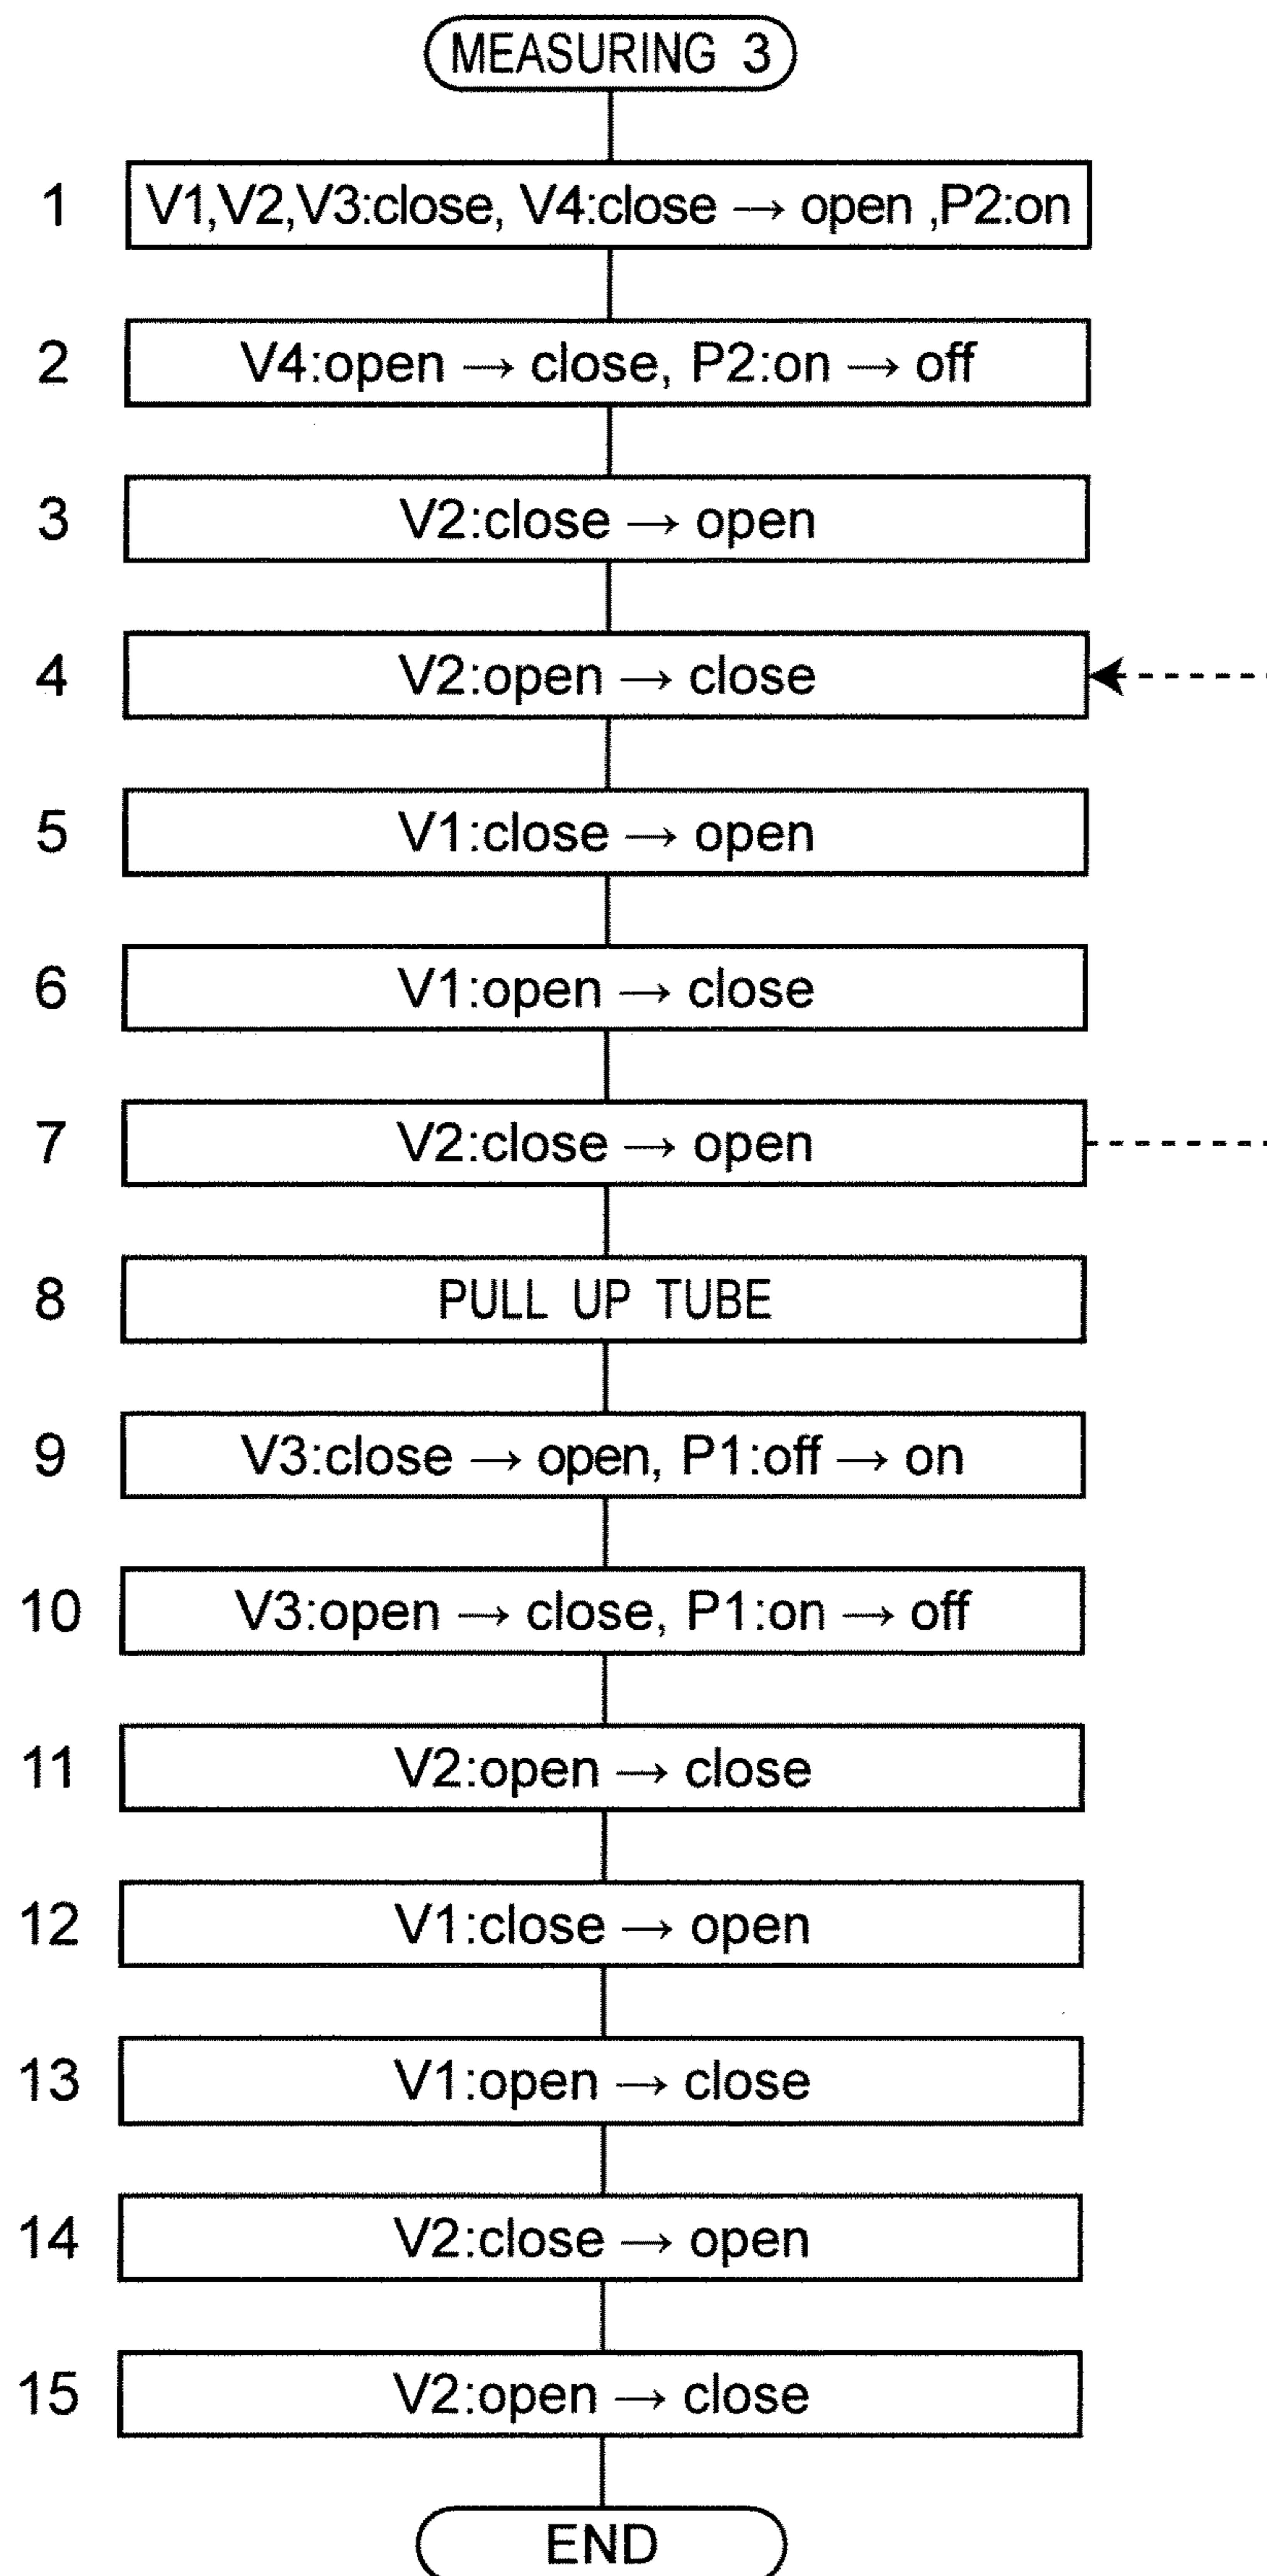 MEASURING 3
1 V1,V2,V3:close, V4:close → open ,P2:on
2 V4:open → close, P2:on → off
3 V2:close → open
4 V2:open → close
5 V1:close → open
6 V1:open → close
7 V2:close → open
8 PULL UP TUBE
9 V3:close → open, P1:off → on
10 V3:open → close, P1:on → off
11 V2:open → close
12 V1:close → open
13 V1:open → close
14 V2:close → open
15 V2:open → close
END